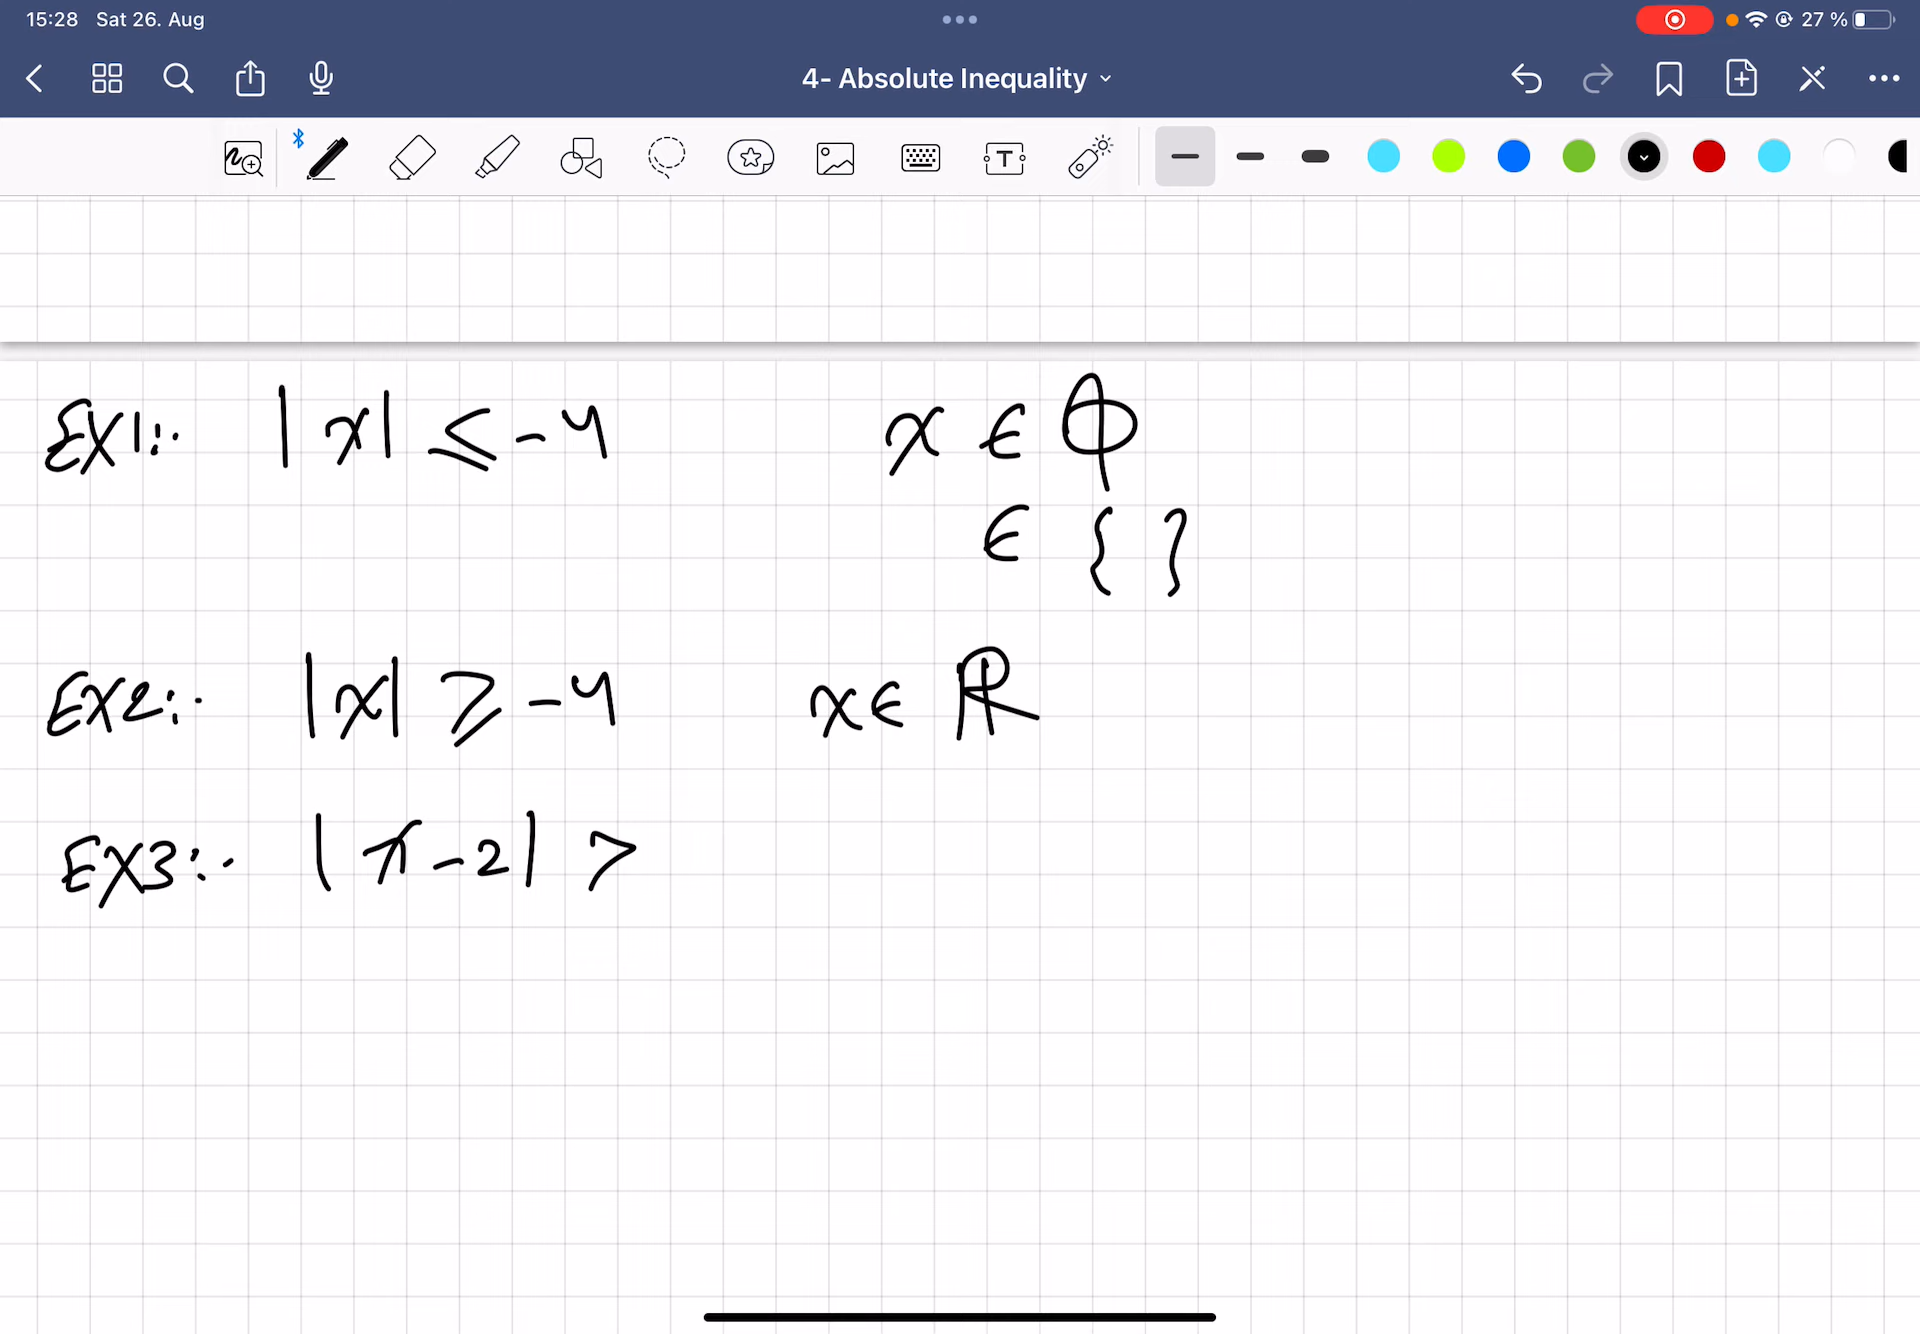 15:28 Sat 26. Aug 27 %
4- Absolute Inequality
T
EX1:. |x| ≤ -4 x ∈ ϕ
∈ { }
EX2:. |x| ≥ -4 x ∈ ℝ
EX3:. |π-2| >